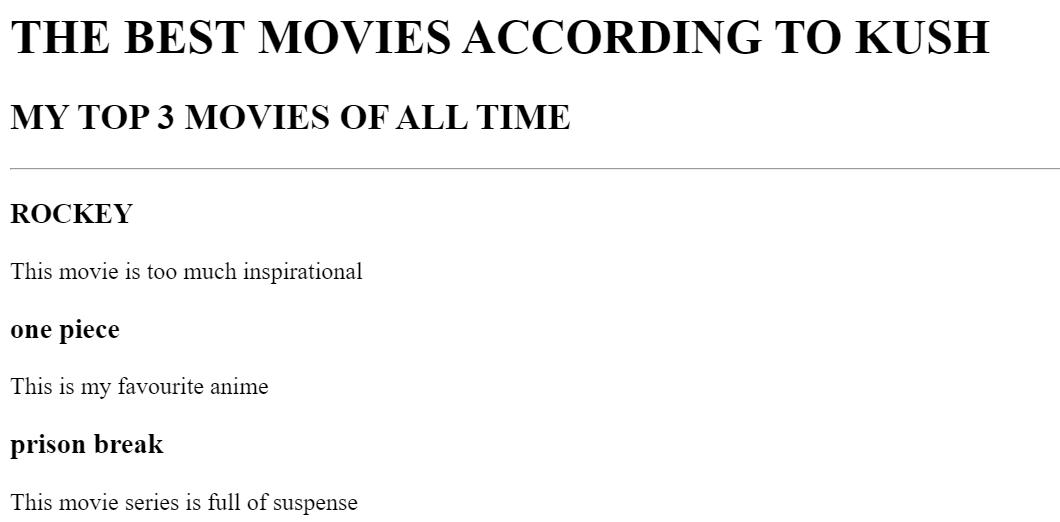 THE BEST MOVIES ACCORDING TO KUSH
MY TOP 3 MOVIES OF ALL TIME
ROCKEY
This movie is too much inspirational
one piece
This is my favourite anime
prison break
This movie series is full of suspense